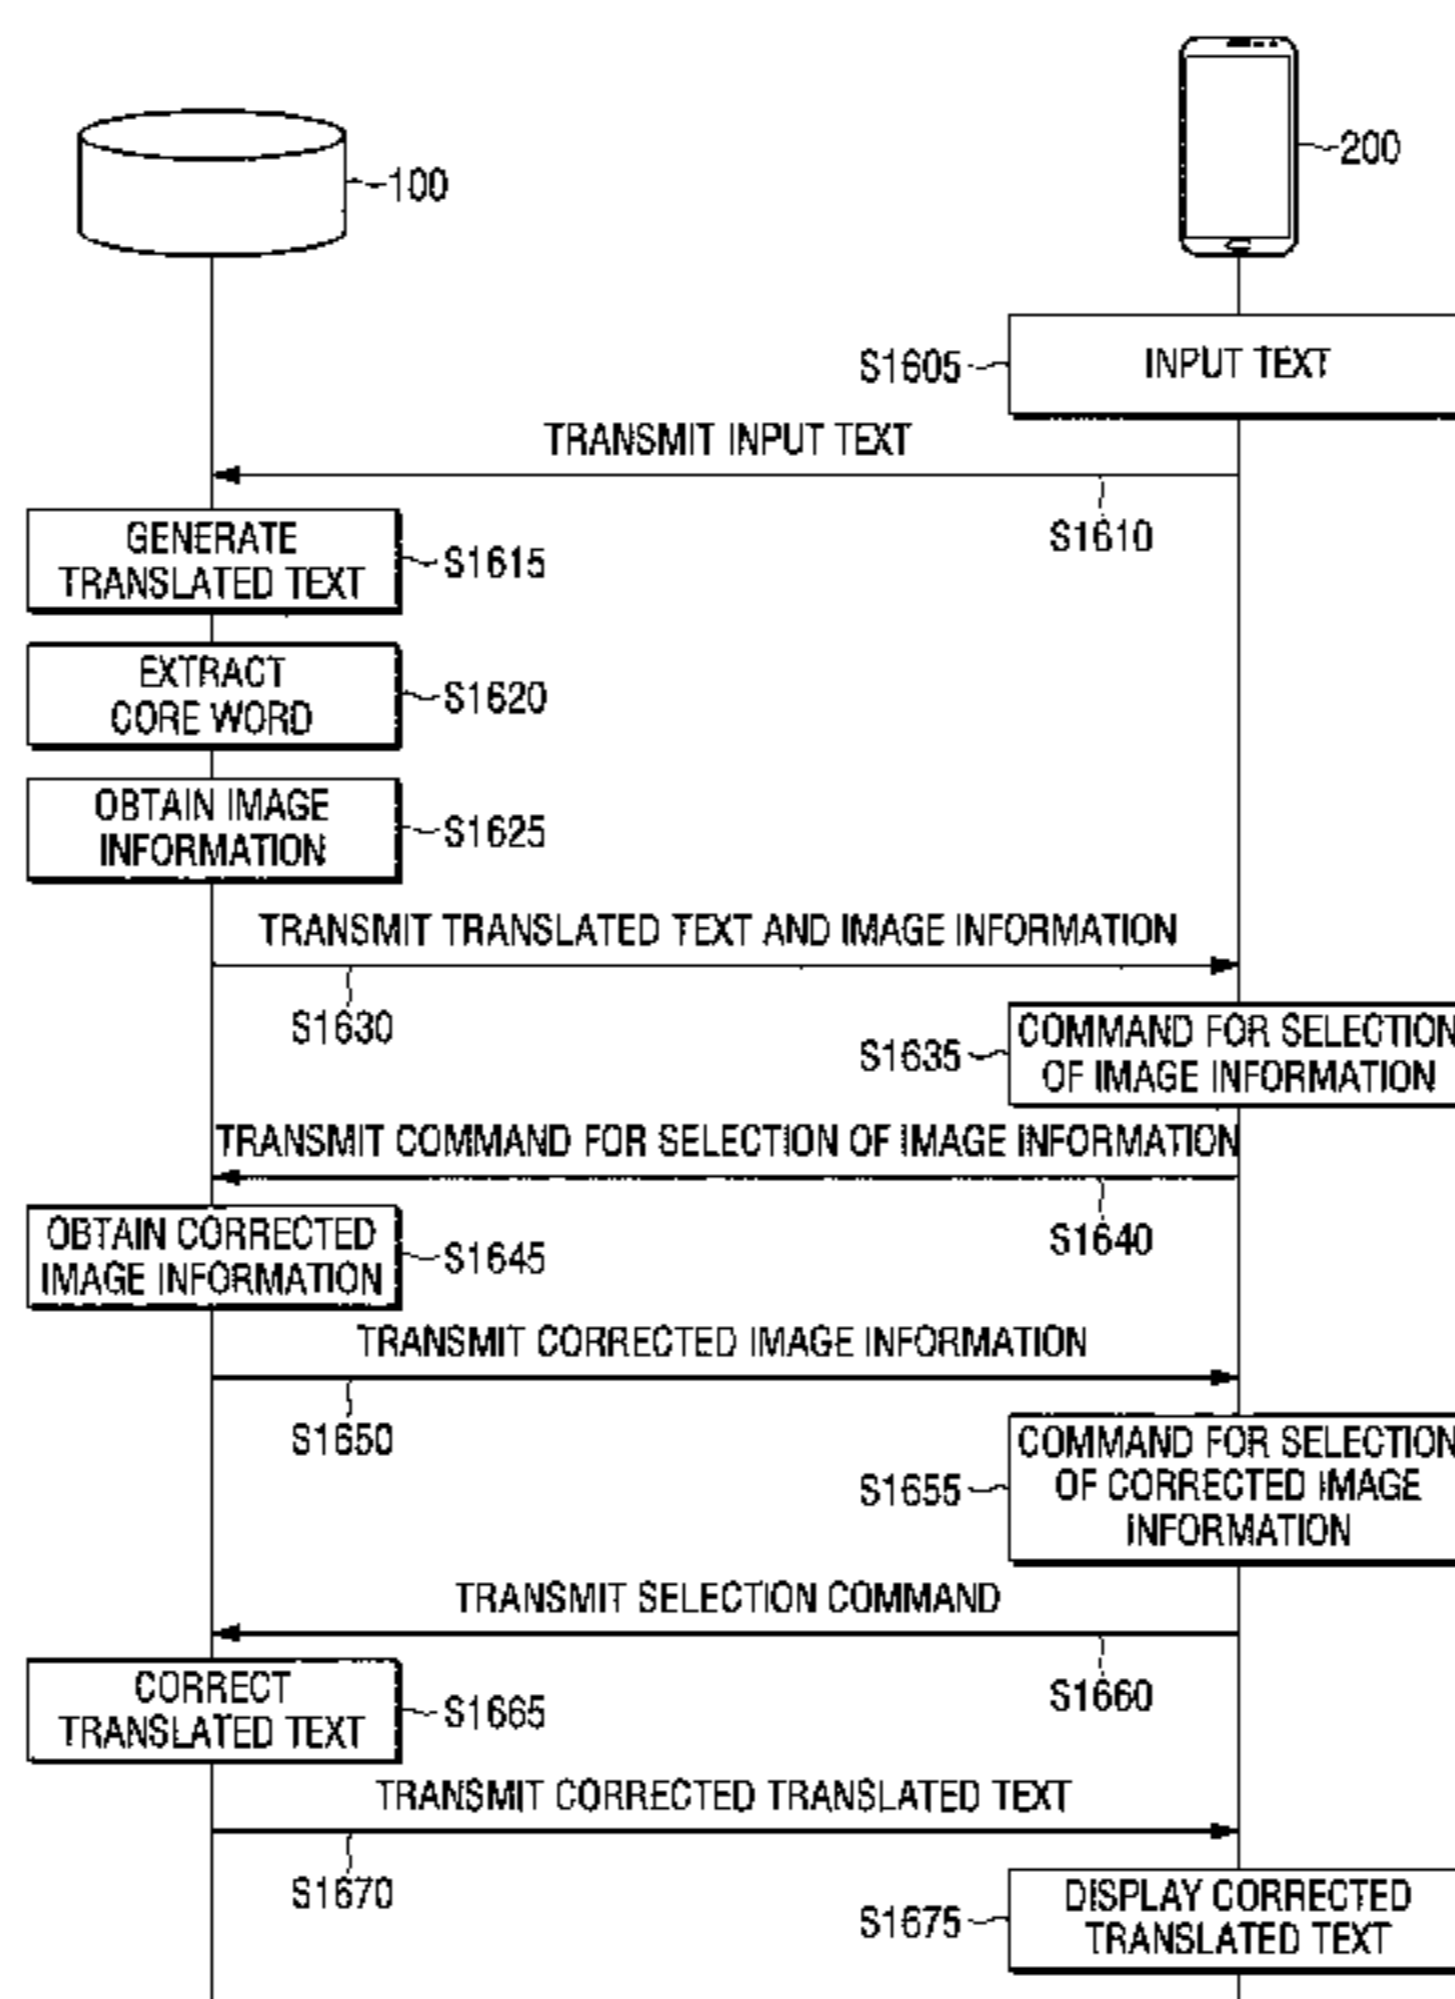 200
100
S1605
INPUT TEXT
TRANSMIT INPUT TEXT
S1610
GENERATE
TRANSLATED TEXT
S1615
EXTRACT
CORE WORD
S1620
OBTAIN IMAGE
INFORMATION
S1625
TRANSMIT TRANSLATED TEXT AND IMAGE INFORMATION
S1630
S1635
COMMAND FOR SELECTION
OF IMAGE INFORMATION
TRANSMIT COMMAND FOR SELECTION OF IMAGE INFORMATION
S1640
OBTAIN CORRECTED
IMAGE INFORMATION
S1645
TRANSMIT CORRECTED IMAGE INFORMATION
S1650
S1655
COMMAND FOR SELECTION
OF CORRECTED IMAGE
INFORMATION
TRANSMIT SELECTION COMMAND
S1660
CORRECT
TRANSLATED TEXT
S1665
TRANSMIT CORRECTED TRANSLATED TEXT
S1670
S1675
DISPLAY CORRECTED
TRANSLATED TEXT